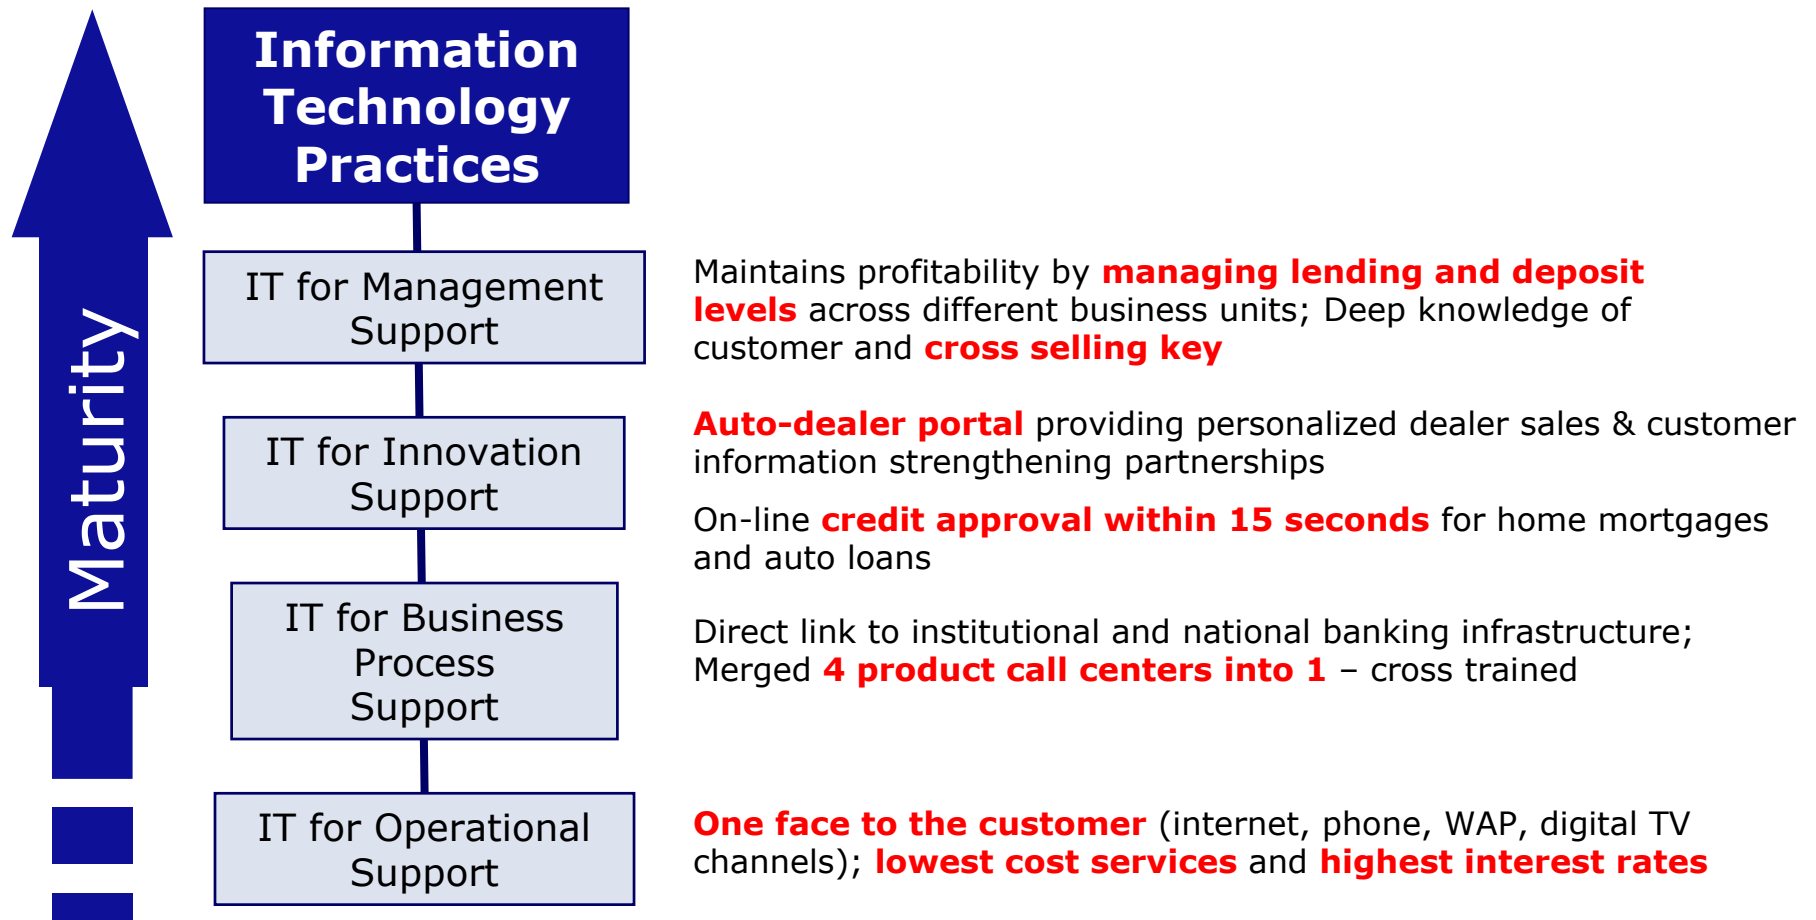 Information
Technology
Practices
Maturity
IT for Management
Support
Maintains profitability by managing lending and deposit
levels across different business units; Deep knowledge of
customer and cross selling key
IT for Innovation
Support
Auto-dealer portal providing personalized dealer sales & customer
information strengthening partnerships
On-line credit approval within 15 seconds for home mortgages
and auto loans
IT for Business
Process
Support
Direct link to institutional and national banking infrastructure;
Merged 4 product call centers into 1 – cross trained
IT for Operational
Support
One face to the customer (internet, phone, WAP, digital TV
channels); lowest cost services and highest interest rates